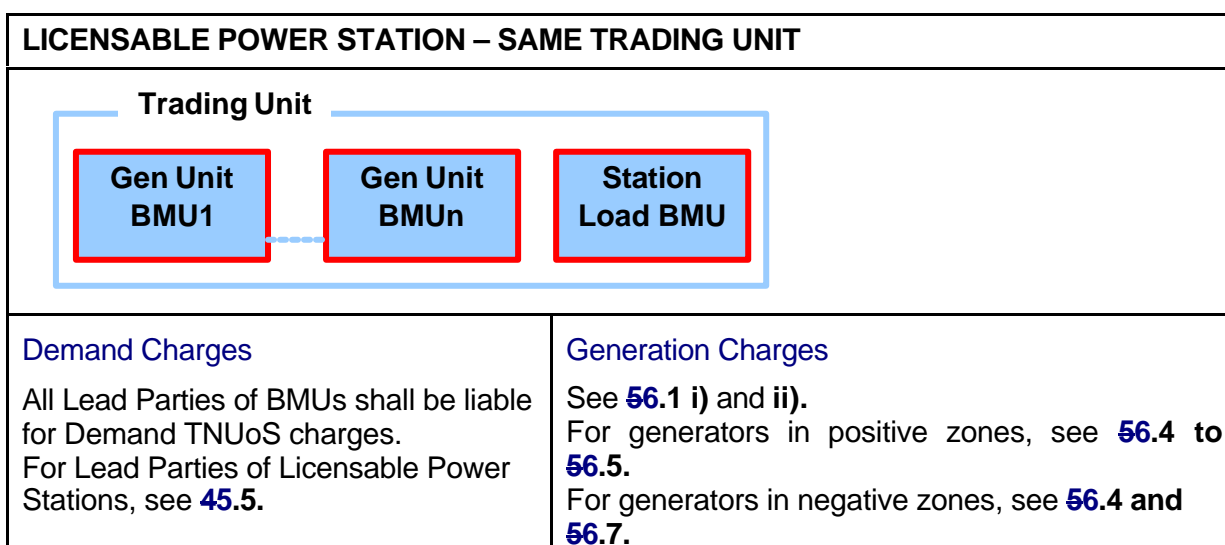 LICENSABLE POWER STATION – SAME TRADING UNIT
Trading Unit
Gen Unit
BMU1
Gen Unit
BMUn
Station
Load BMU
Demand Charges
All Lead Parties of BMUs shall be liable
for Demand TNUoS charges.
For Lead Parties of Licensable Power
Stations, see 45.5.
Generation Charges
See 56.1 i) and ii).
For generators in positive zones, see 56.4 to
56.5.
For generators in negative zones, see 56.4 and
56.7.